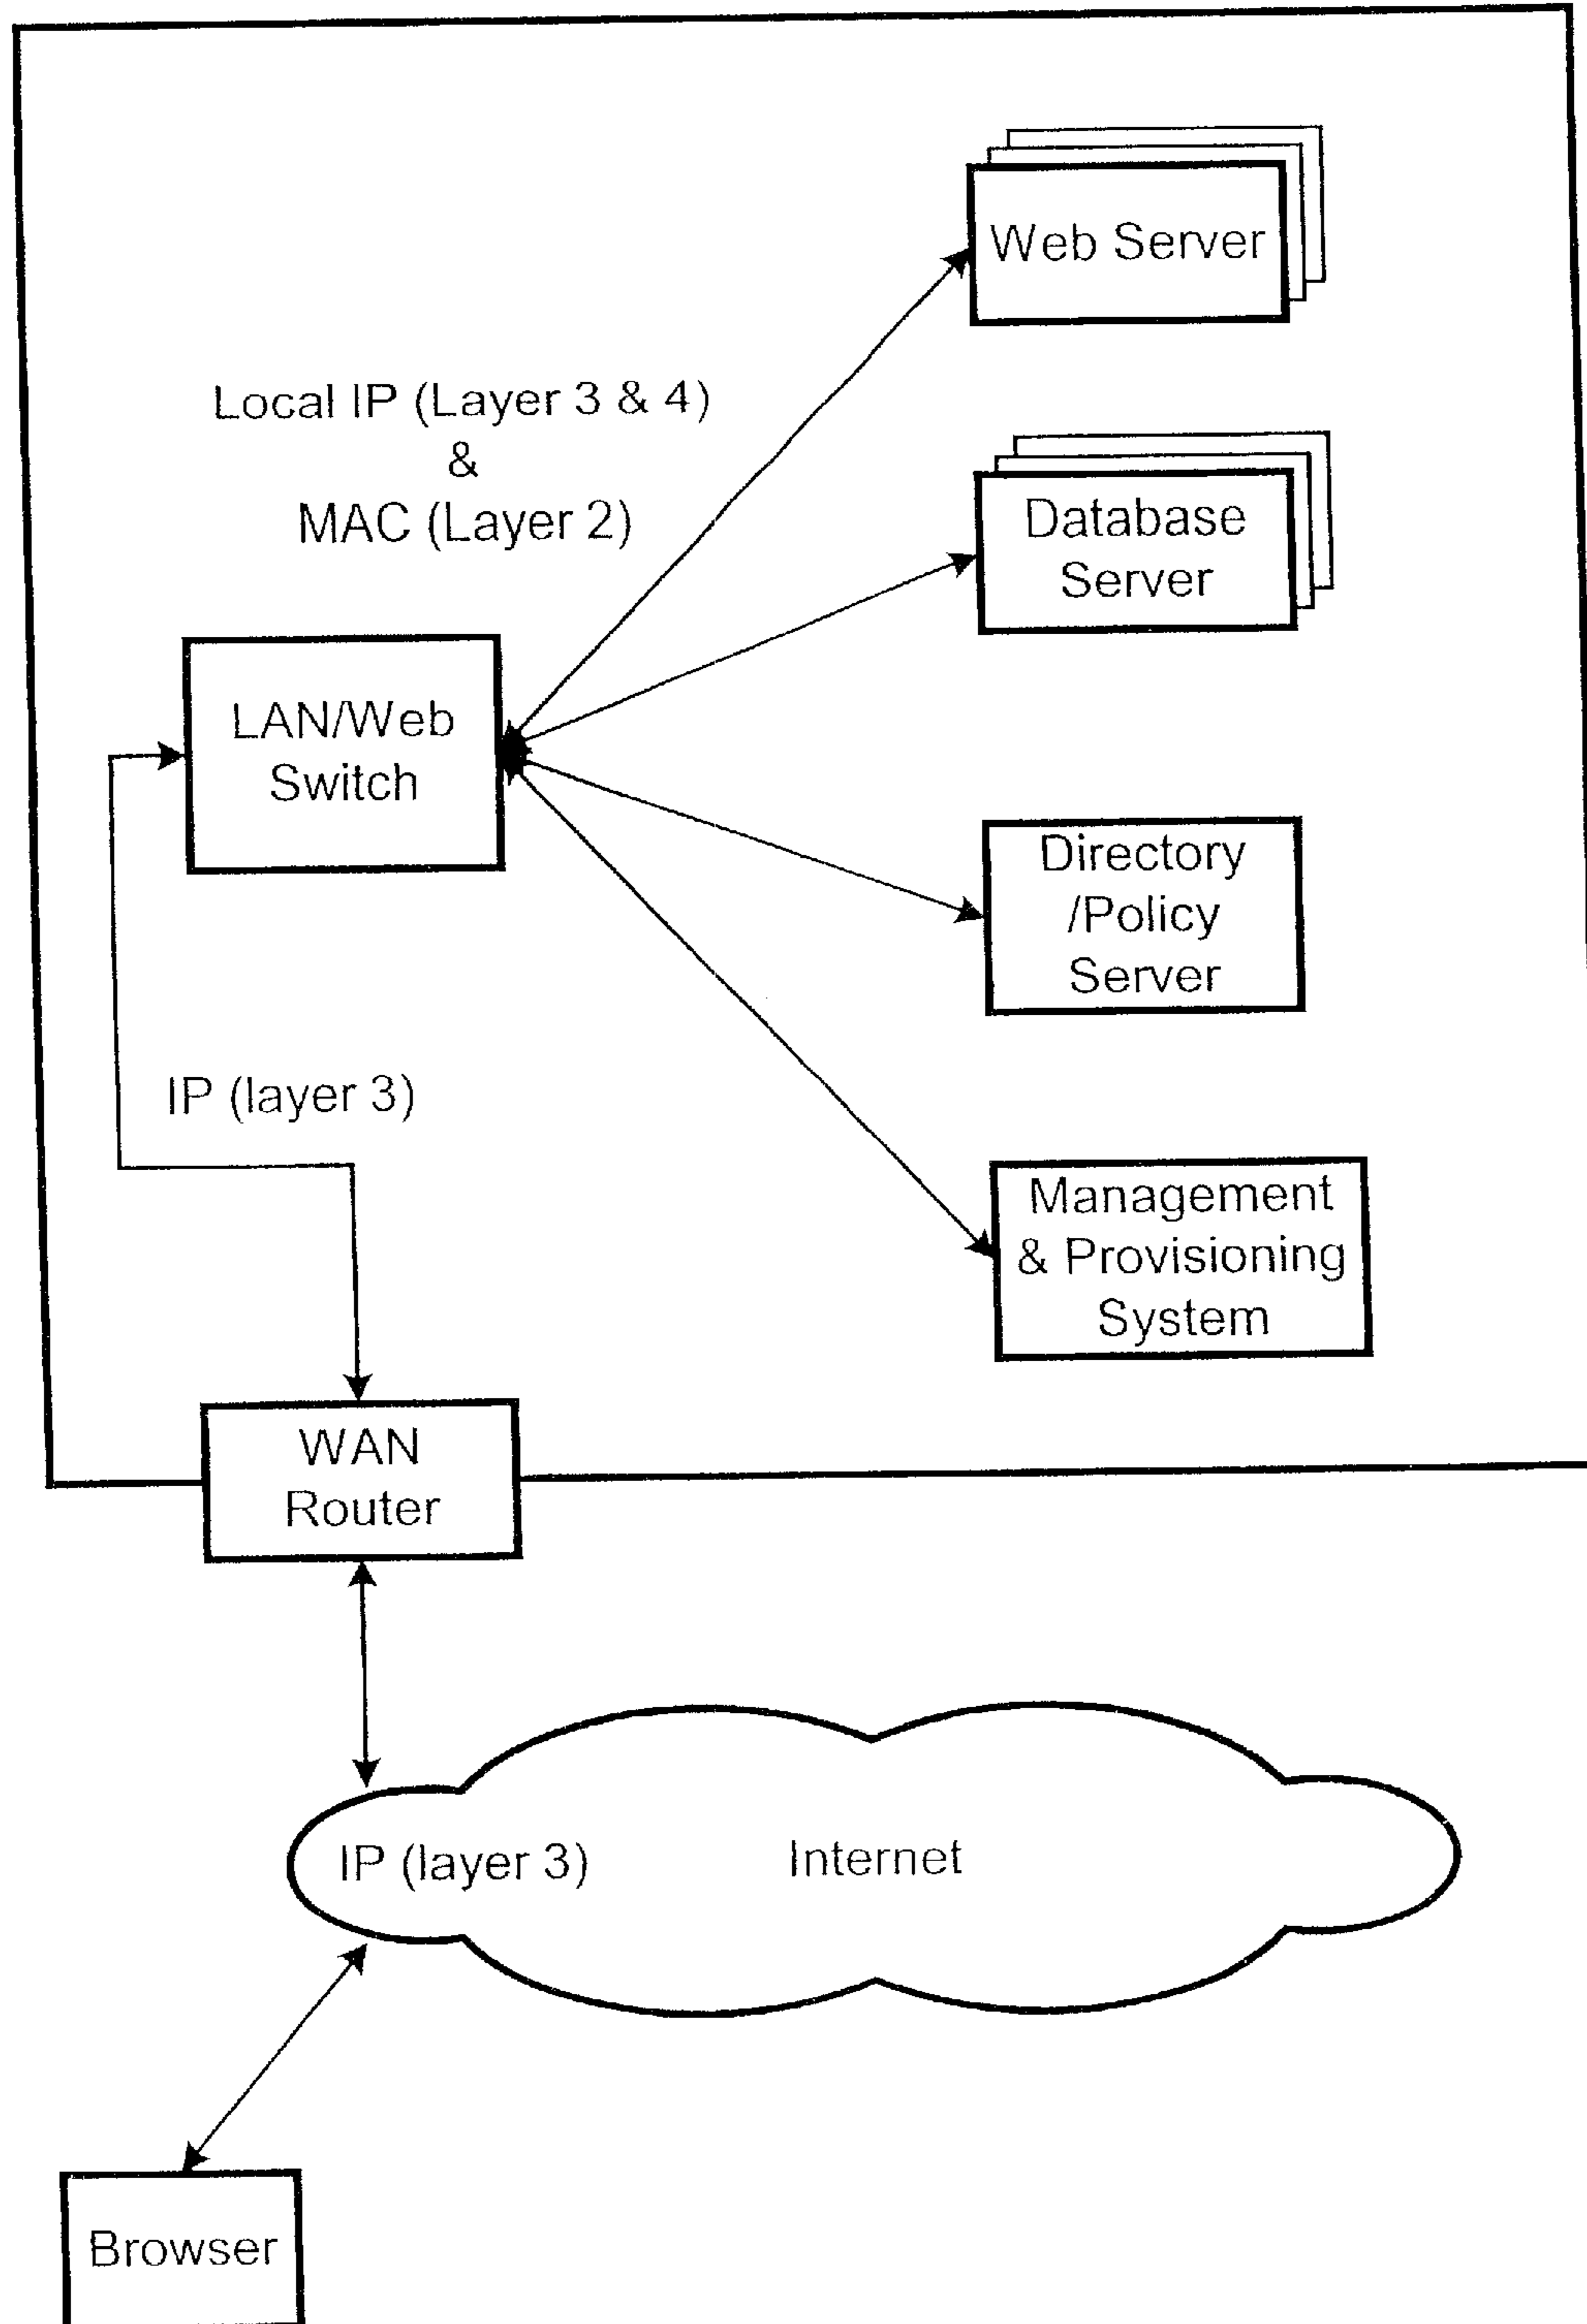 Web Server
Local IP (Layer 3 & 4)
&
MAC (Layer 2)
Database
Server
LAN/Web
Switch
Directory
/Policy
Server
IP (layer 3)
Management
& Provisioning
System
WAN
Router
IP (layer 3)
Internet
Browser